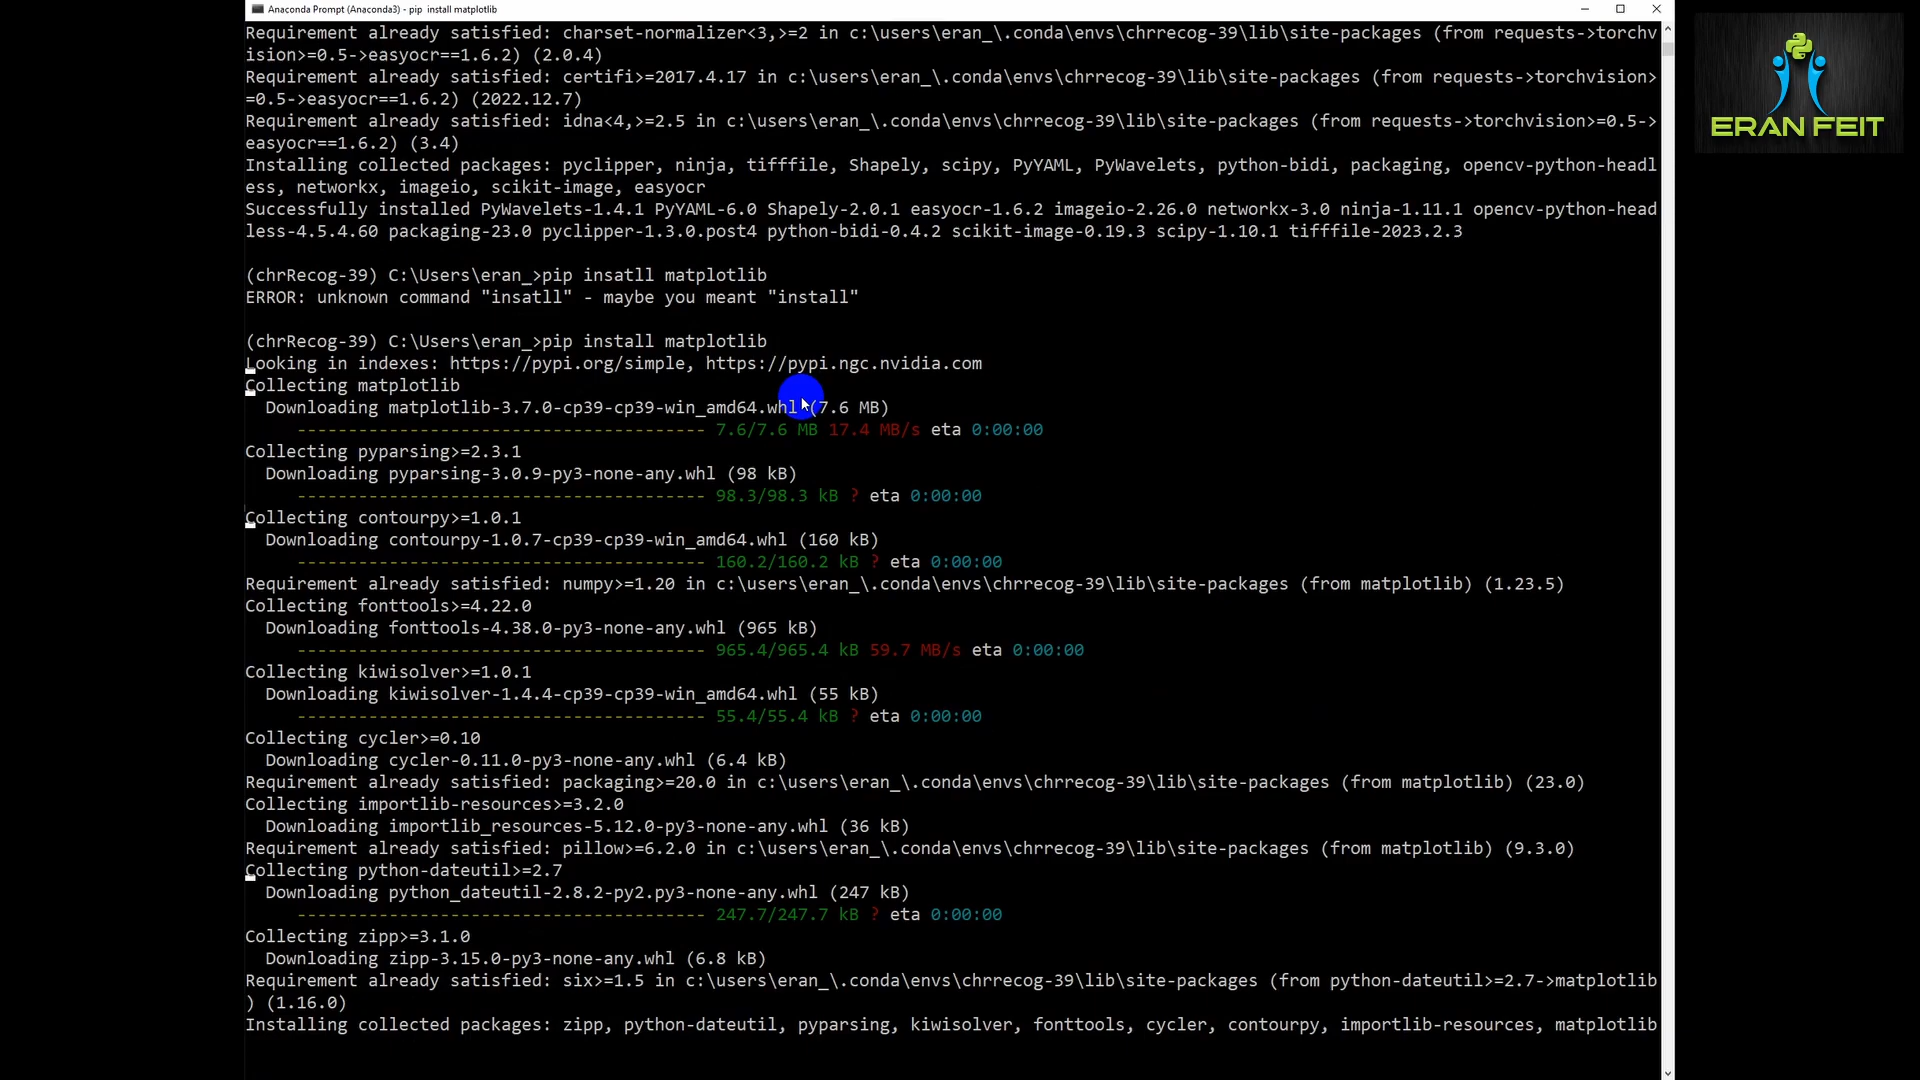 Anaconda Prompt (Anaconda3) - pip  install matplotlib
Requirement already satisfied: charset-normalizer<3,>=2 in c:\users\eran_\.conda\envs\chrrecog-39\lib\site-packages (from requests->torchv
ision>=0.5->easyocr==1.6.2) (2.0.4)
Requirement already satisfied: certifi>=2017.4.17 in c:\users\eran_\.conda\envs\chrrecog-39\lib\site-packages (from requests->torchvision>
=0.5->easyocr==1.6.2) (2022.12.7)
Requirement already satisfied: idna<4,>=2.5 in c:\users\eran_\.conda\envs\chrrecog-39\lib\site-packages (from requests->torchvision>=0.5->
easyocr==1.6.2) (3.4)
Installing collected packages: pyclipper, ninja, tifffile, Shapely, scipy, PyYAML, PyWavelets, python-bidi, packaging, opencv-python-headl
ess, networkx, imageio, scikit-image, easyocr
Successfully installed PyWavelets-1.4.1 PyYAML-6.0 Shapely-2.0.1 easyocr-1.6.2 imageio-2.26.0 networkx-3.0 ninja-1.11.1 opencv-python-head
less-4.5.4.60 packaging-23.0 pyclipper-1.3.0.post4 python-bidi-0.4.2 scikit-image-0.19.3 scipy-1.10.1 tifffile-2023.2.3
(chrRecog-39) C:\Users\eran_>pip insatll matplotlib
ERROR: unknown command "insatll" - maybe you meant "install"
(chrRecog-39) C:\Users\eran_>pip install matplotlib
Looking in indexes: https://pypi.org/simple, https://pypi.ngc.nvidia.com
Collecting matplotlib
  Downloading matplotlib-3.7.0-cp39-cp39-win_amd64.whl (7.6 MB)
     ---------------------------------------- 7.6/7.6 MB 17.4 MB/s eta 0:00:00
Collecting pyparsing>=2.3.1
  Downloading pyparsing-3.0.9-py3-none-any.whl (98 kB)
     ---------------------------------------- 98.3/98.3 kB ? eta 0:00:00
Collecting contourpy>=1.0.1
  Downloading contourpy-1.0.7-cp39-cp39-win_amd64.whl (160 kB)
     ---------------------------------------- 160.2/160.2 kB ? eta 0:00:00
Requirement already satisfied: numpy>=1.20 in c:\users\eran_\.conda\envs\chrrecog-39\lib\site-packages (from matplotlib) (1.23.5)
Collecting fonttools>=4.22.0
  Downloading fonttools-4.38.0-py3-none-any.whl (965 kB)
     ---------------------------------------- 965.4/965.4 kB 59.7 MB/s eta 0:00:00
Collecting kiwisolver>=1.0.1
  Downloading kiwisolver-1.4.4-cp39-cp39-win_amd64.whl (55 kB)
     ---------------------------------------- 55.4/55.4 kB ? eta 0:00:00
Collecting cycler>=0.10
  Downloading cycler-0.11.0-py3-none-any.whl (6.4 kB)
Requirement already satisfied: packaging>=20.0 in c:\users\eran_\.conda\envs\chrrecog-39\lib\site-packages (from matplotlib) (23.0)
Collecting importlib-resources>=3.2.0
  Downloading importlib_resources-5.12.0-py3-none-any.whl (36 kB)
Requirement already satisfied: pillow>=6.2.0 in c:\users\eran_\.conda\envs\chrrecog-39\lib\site-packages (from matplotlib) (9.3.0)
Collecting python-dateutil>=2.7
  Downloading python_dateutil-2.8.2-py2.py3-none-any.whl (247 kB)
     ---------------------------------------- 247.7/247.7 kB ? eta 0:00:00
Collecting zipp>=3.1.0
  Downloading zipp-3.15.0-py3-none-any.whl (6.8 kB)
Requirement already satisfied: six>=1.5 in c:\users\eran_\.conda\envs\chrrecog-39\lib\site-packages (from python-dateutil>=2.7->matplotlib
) (1.16.0)
Installing collected packages: zipp, python-dateutil, pyparsing, kiwisolver, fonttools, cycler, contourpy, importlib-resources, matplotlib
ERAN FEIT